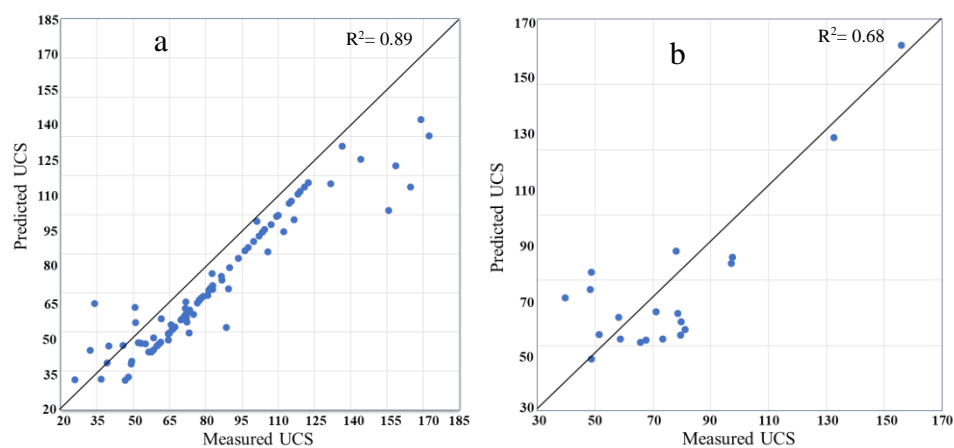 185
a
R²= 0.89
170
155
140
125
110
95
80
65
50
35
20
Predicted UCS
20 35 50 65 80 95 110 125 140 155 170 185
Measured UCS
170
b
R²= 0.68
150
130
110
90
70
50
30
Predicted UCS
30 50 70 90 110 130 150 170
Measured UCS